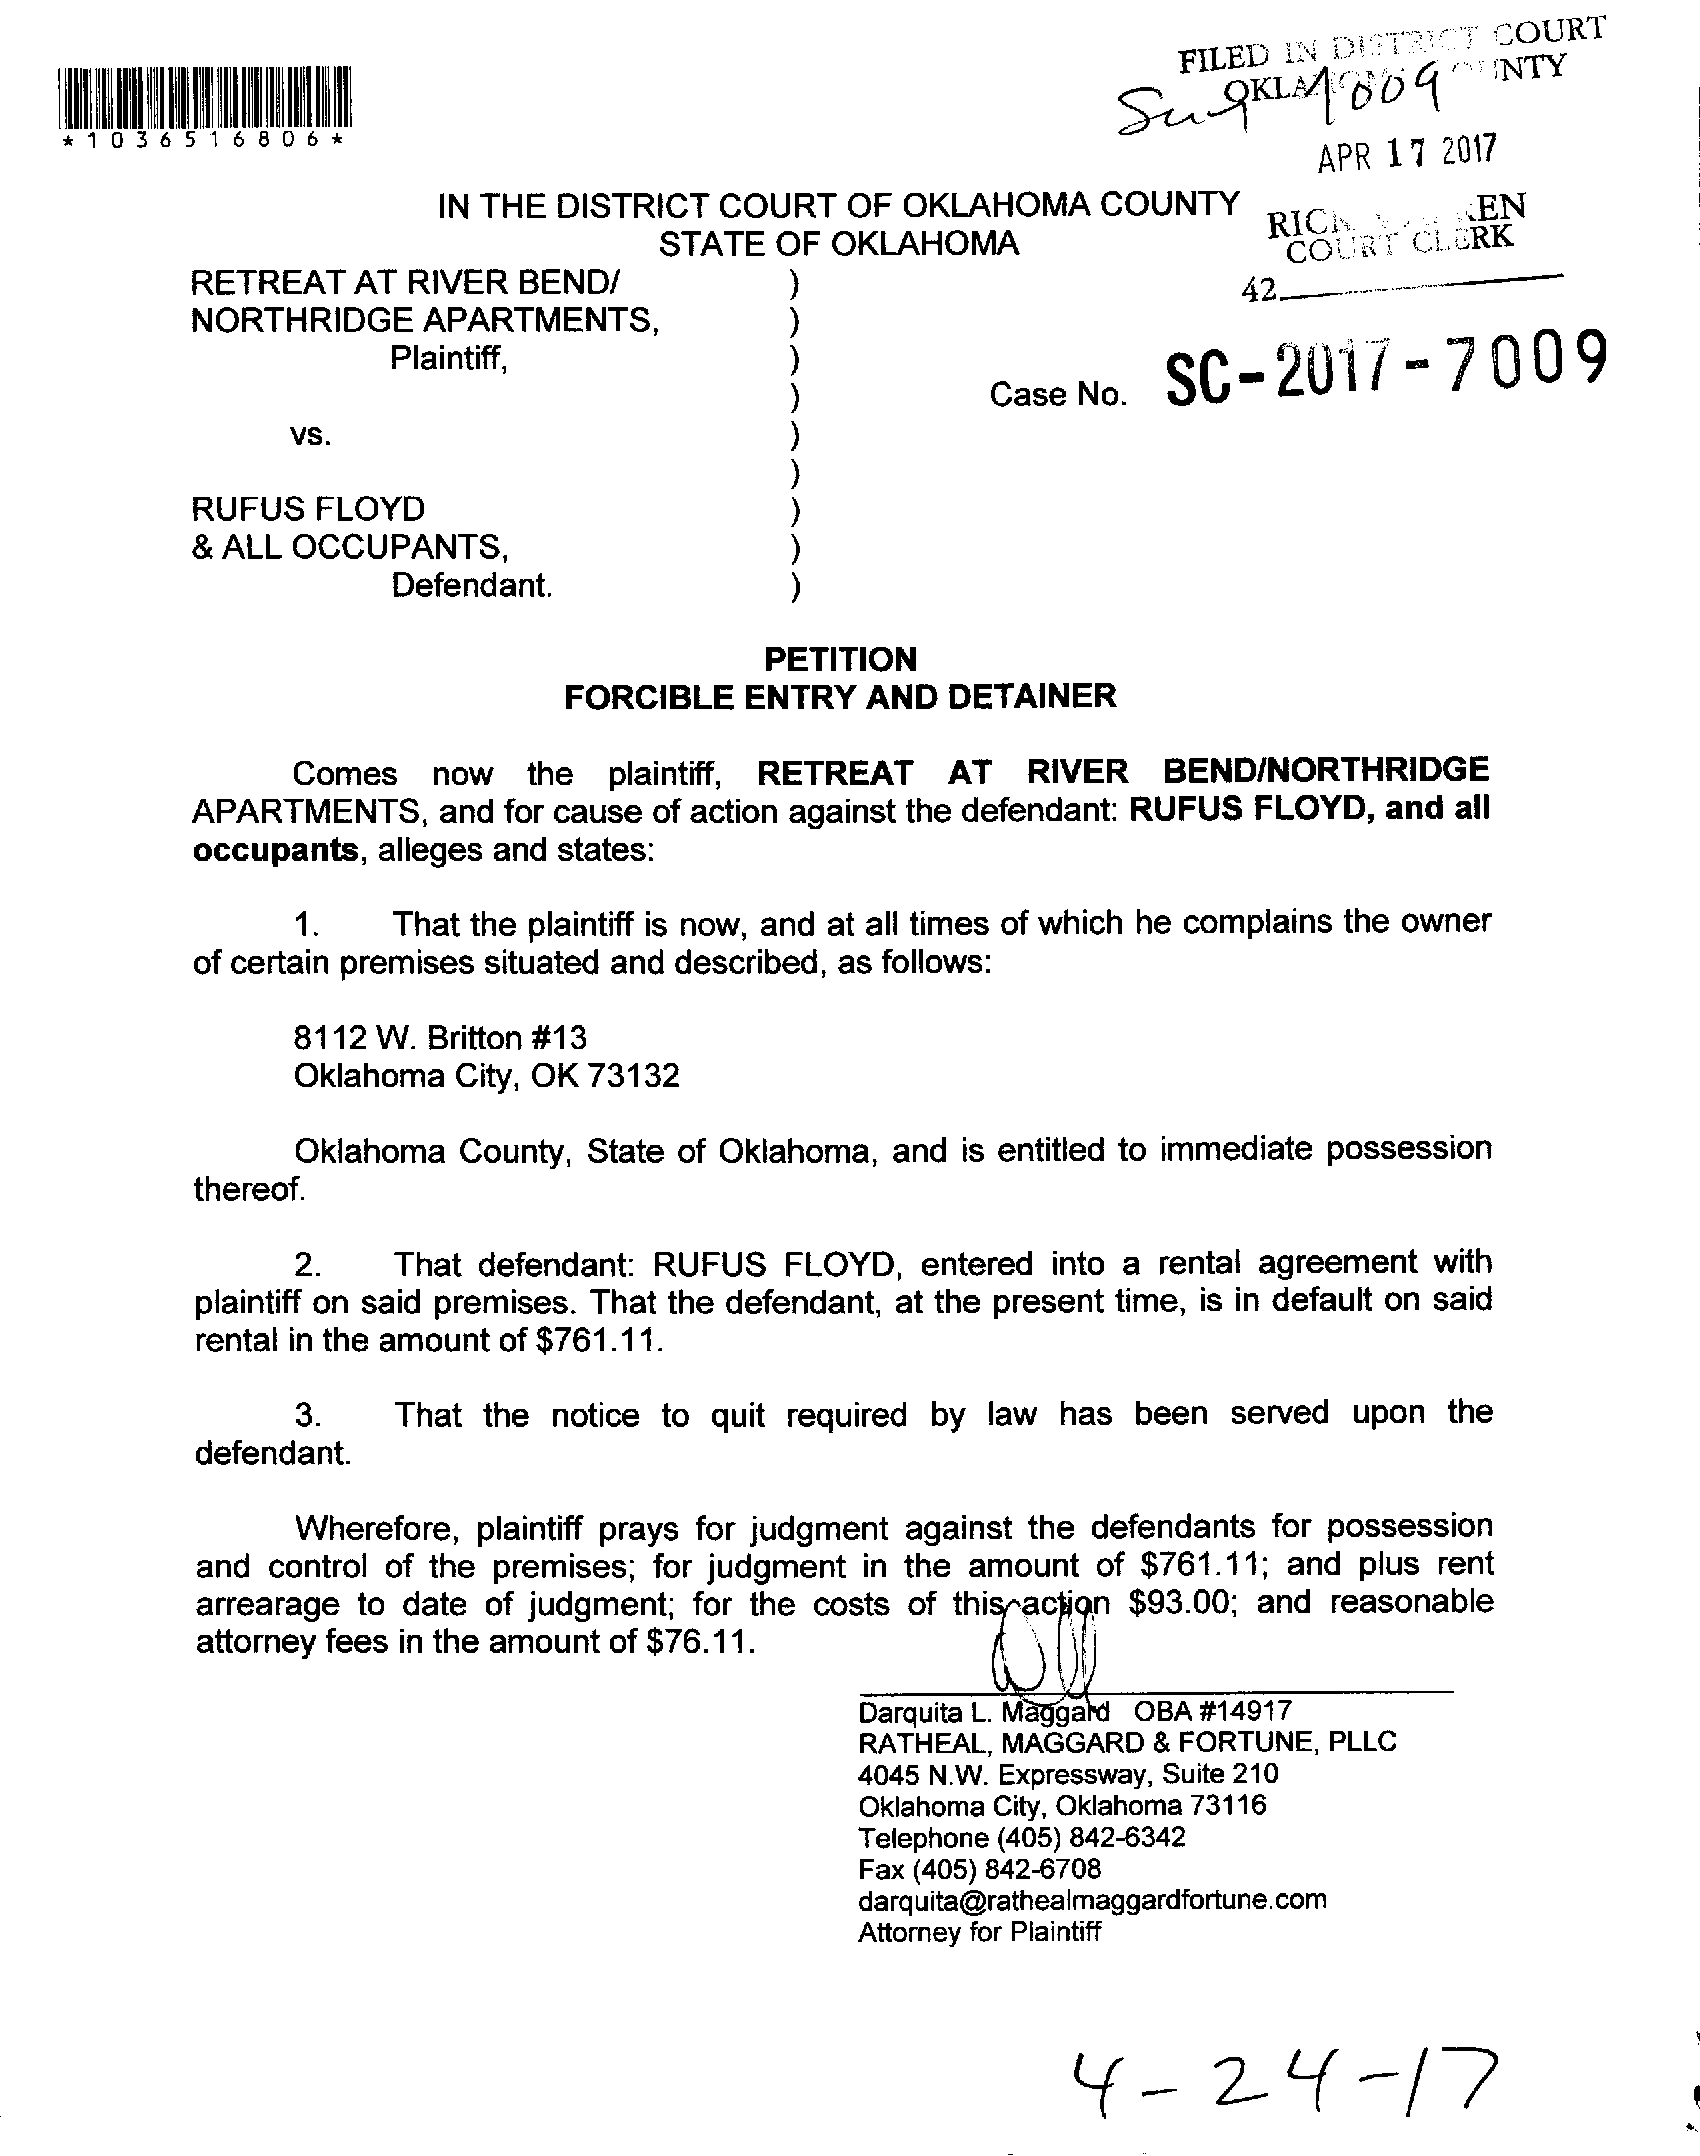 FILED IN DISTRICT COURT
OKLAHOMA COUNTY
*1036516806*
APR 17 2017
IN THE DISTRICT COURT OF OKLAHOMA COUNTY
STATE OF OKLAHOMA
COURT CLERK
42
RETREAT AT RIVER BEND/ )
NORTHRIDGE APARTMENTS, )
Plaintiff, )
) Case No. SC-2017-7009
vs. )
)
RUFUS FLOYD )
& ALL OCCUPANTS, )
Defendant. )
PETITION
FORCIBLE ENTRY AND DETAINER
Comes now the plaintiff, RETREAT AT RIVER BEND/NORTHRIDGE
APARTMENTS, and for cause of action against the defendant: RUFUS FLOYD, and all
occupants, alleges and states:
1. That the plaintiff is now, and at all times of which he complains the owner
of certain premises situated and described, as follows:
8112 W. Britton #13
Oklahoma City, OK 73132
Oklahoma County, State of Oklahoma, and is entitled to immediate possession
thereof.
2. That defendant: RUFUS FLOYD, entered into a rental agreement with
plaintiff on said premises. That the defendant, at the present time, is in default on said
rental in the amount of $761.11.
3. That the notice to quit required by law has been served upon the
defendant.
Wherefore, plaintiff prays for judgment against the defendants for possession
and control of the premises; for judgment in the amount of $761.11; and plus rent
arrearage to date of judgment; for the costs of this action $93.00; and reasonable
attorney fees in the amount of $76.11.
Darquita L. Maggard OBA #14917
RATHEAL, MAGGARD & FORTUNE, PLLC
4045 N.W. Expressway, Suite 210
Oklahoma City, Oklahoma 73116
Telephone (405) 842-6342
Fax (405) 842-6708
darquita@rathealmaggardfortune.com
Attorney for Plaintiff
4-24-17